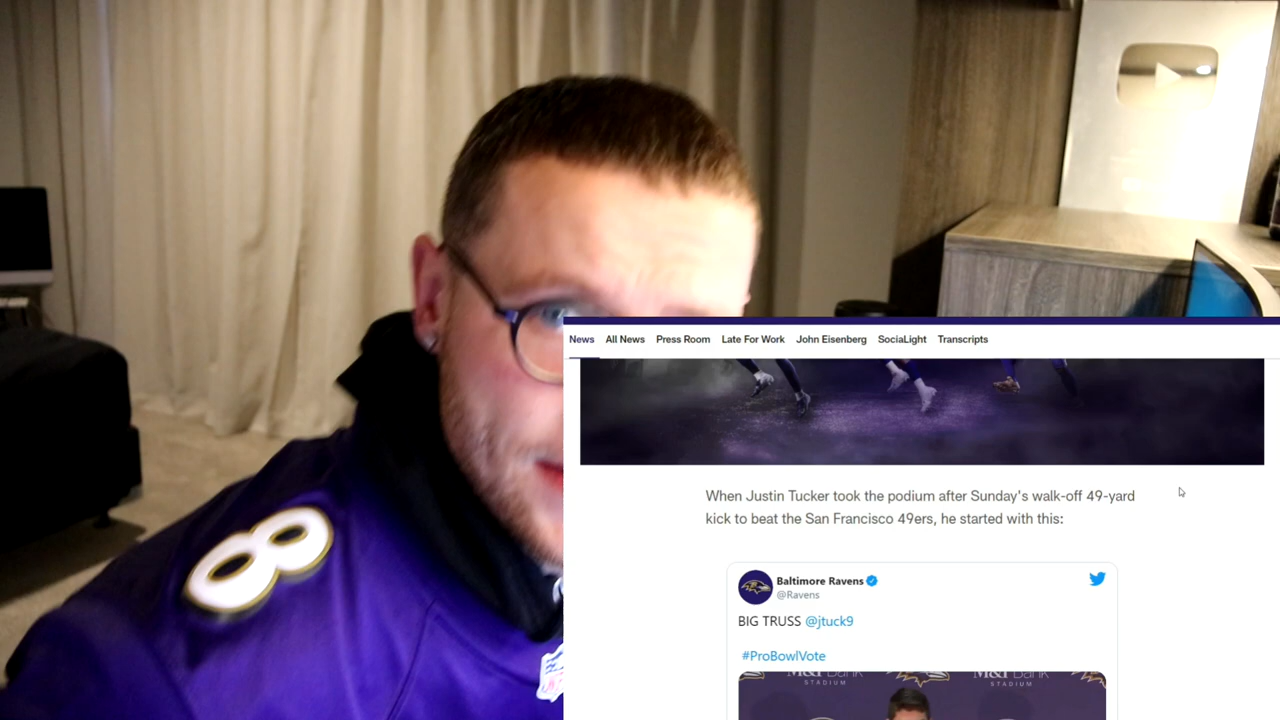 8
News All News Press Room Late For Work John Eisenberg SociaLight Transcripts
When Justin Tucker took the podium after Sunday's walk-off 49-yard
kick to beat the San Francisco 49ers, he started with this:
Baltimore Ravens
@Ravens
BIG TRUSS @jtuck9
#ProBowlVote
M&T Bank M&T Bank
STADIUM STADIUM